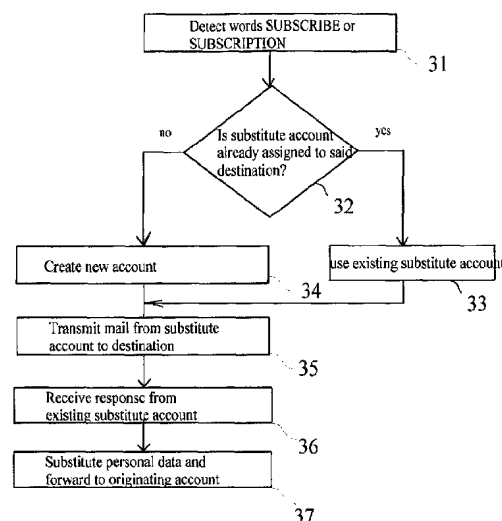 Detect words SUBSCRIBE or
SUBSCRIPTION
31
no
yes
Is substitute account
already assigned to said
destination?
32
Create new account
34
use existing substitute account
33
Transmit mail from substitute
account to destination
35
Receive response from
existing substitute account
36
Substitute personal data and
forward to originating account
37